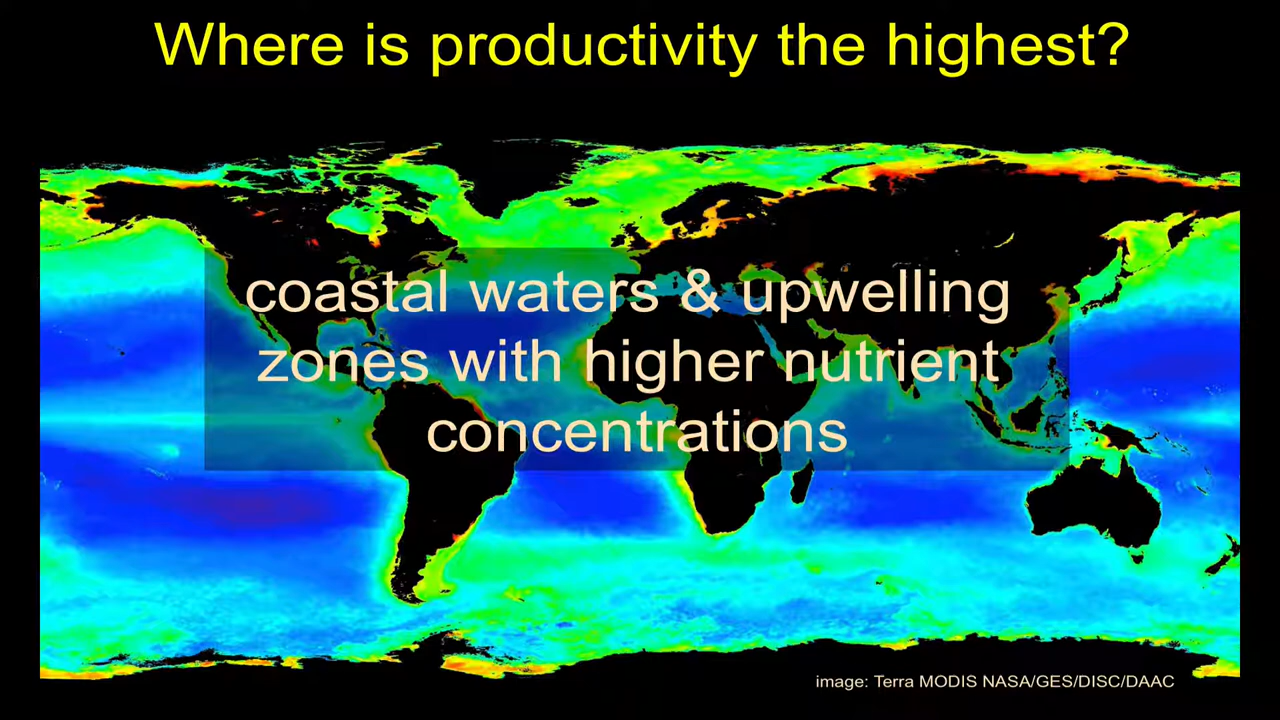 Where is productivity the highest?
coastal waters & upwelling
zones with higher nutrient
concentrations
image: Terra MODIS NASA/GES/DISC/DAAC